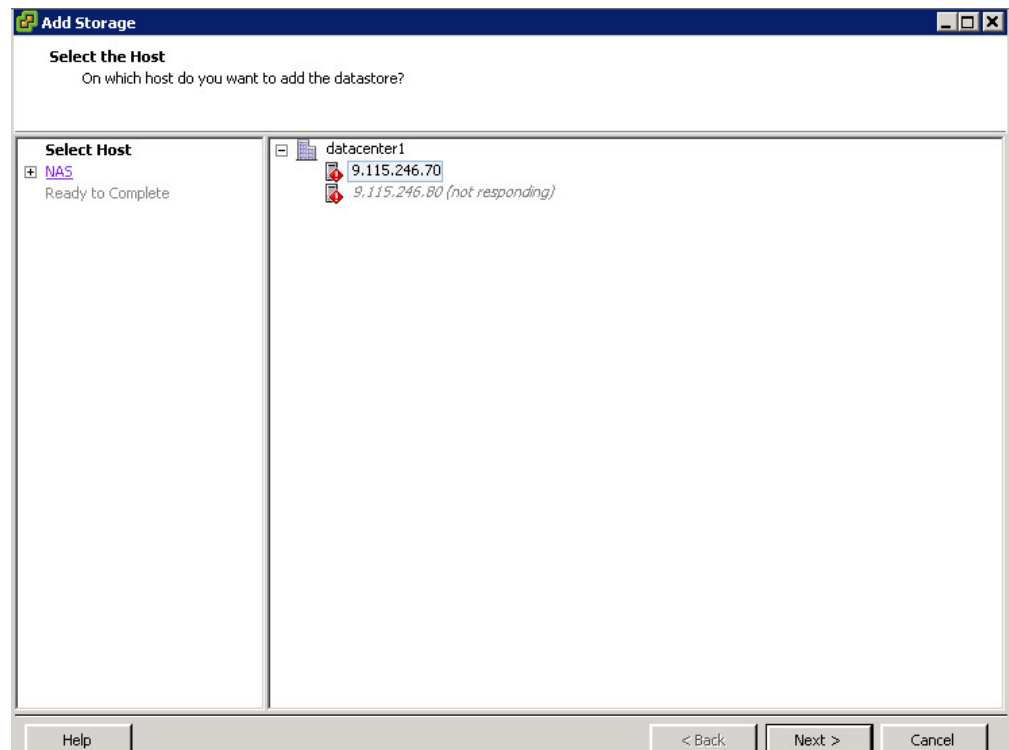 Add Storage
Select the Host
On which host do you want to add the datastore?
Select Host
NAS
Ready to Complete
datacenter1
9.115.246.70
9.115.246.80 (not responding)
Help
< Back
Next >
Cancel